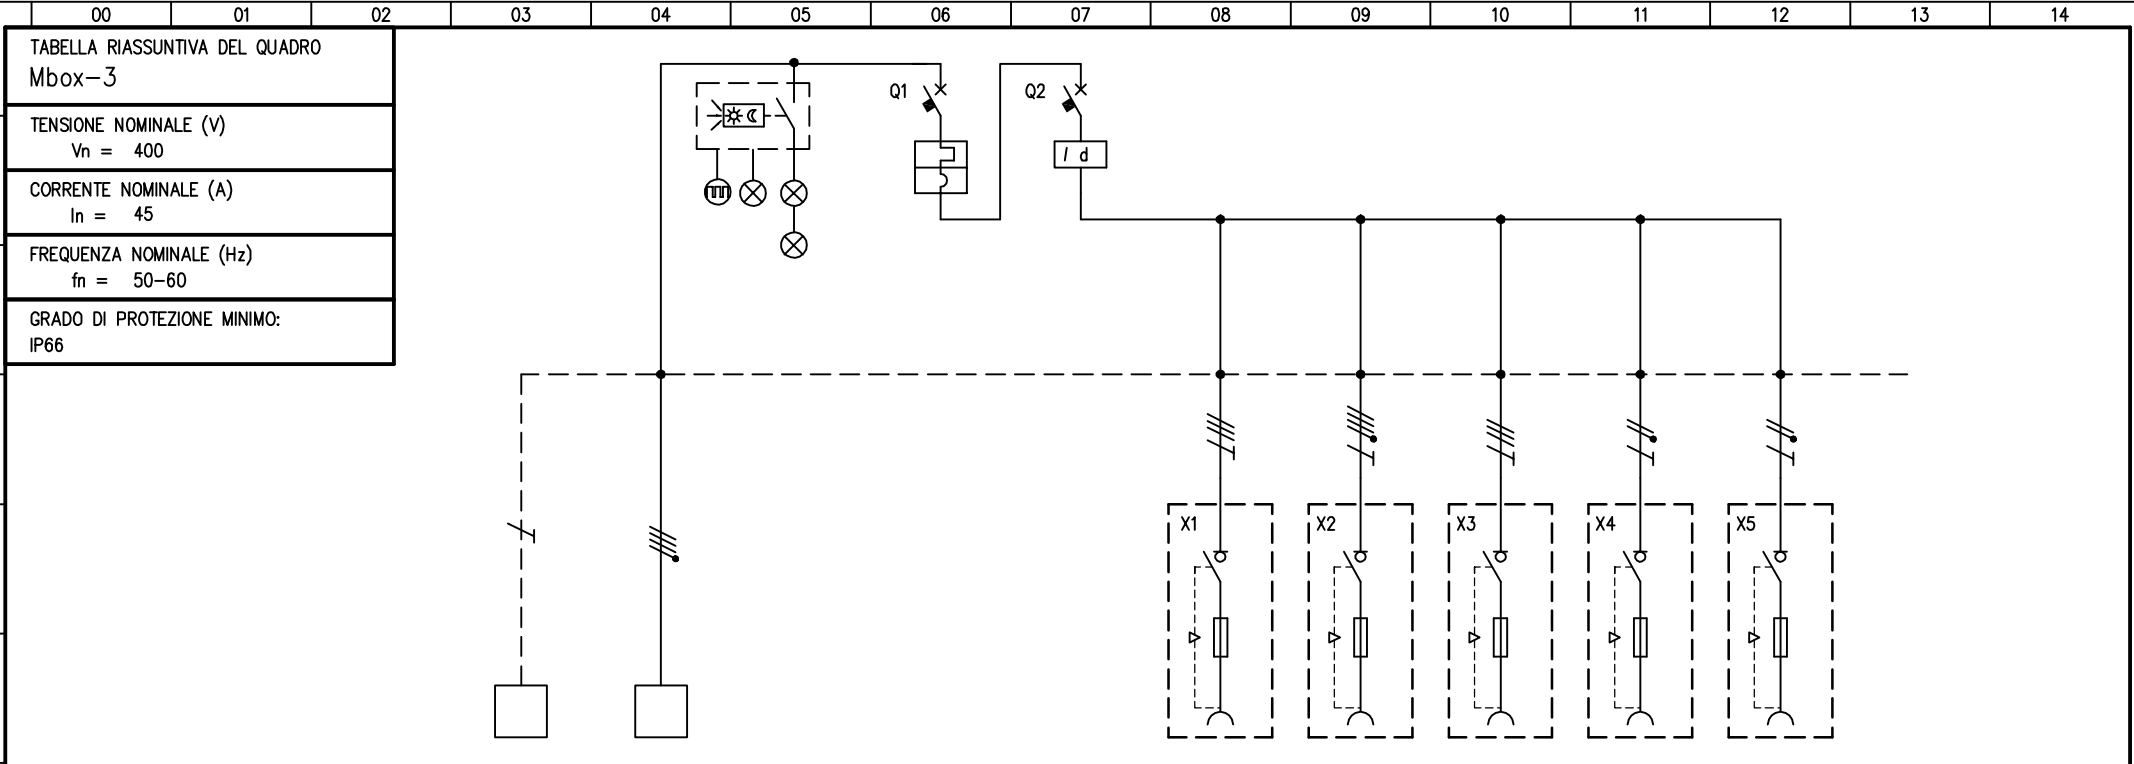 00 01 02 03 04 05 06 07 08 09 10 11 12 13 14
TABELLA RIASSUNTIVA DEL QUADRO
Mbox-3
TENSIONE NOMINALE (V)
Vn = 400
CORRENTE NOMINALE (A)
In = 45
FREQUENZA NOMINALE (Hz)
fn = 50-60
GRADO DI PROTEZIONE MINIMO:
IP66
Q1 Q2
I d
X1 X2 X3 X4 X5